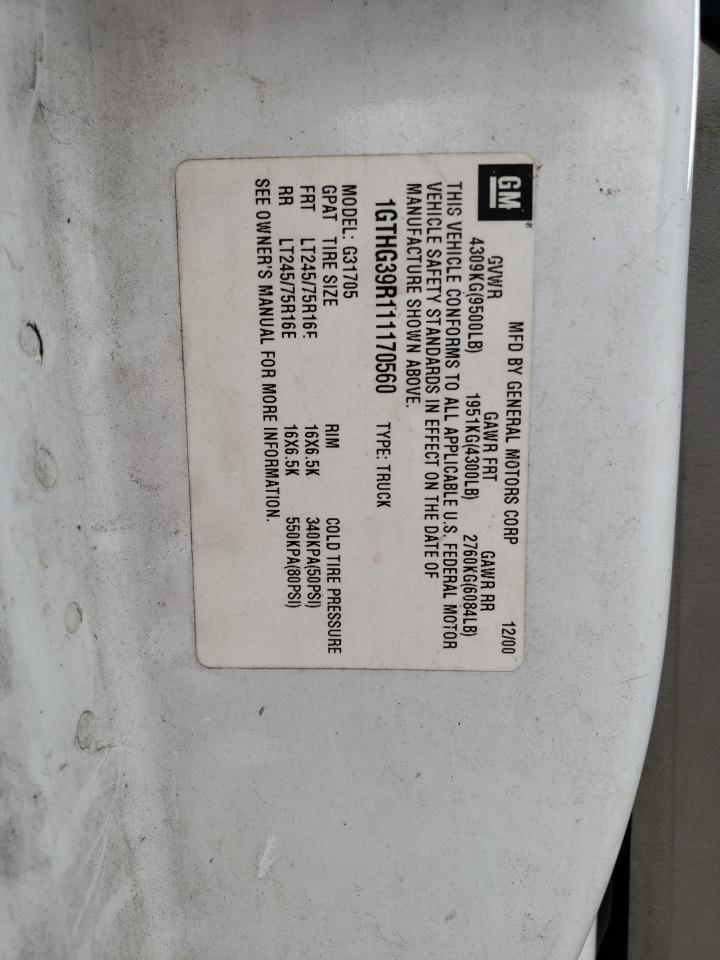 GM®
MFD BY GENERAL MOTORS CORP 12/00
GVWR GAWR FRT GAWR RR
4309KG(9500LB) 1951KG(4300LB) 2760KG(6084LB)
THIS VEHICLE CONFORMS TO ALL APPLICABLE U.S. FEDERAL MOTOR
VEHICLE SAFETY STANDARDS IN EFFECT ON THE DATE OF
MANUFACTURE SHOWN ABOVE.
1GTHG39R111170560 TYPE: TRUCK
MODEL: G31705
GPAT TIRE SIZE RIM COLD TIRE PRESSURE
FRT LT245/75R16E 16X6.5K 340KPA(50PSI)
RR LT245/75R16E 16X6.5K 550KPA(80PSI)
SEE OWNER'S MANUAL FOR MORE INFORMATION.